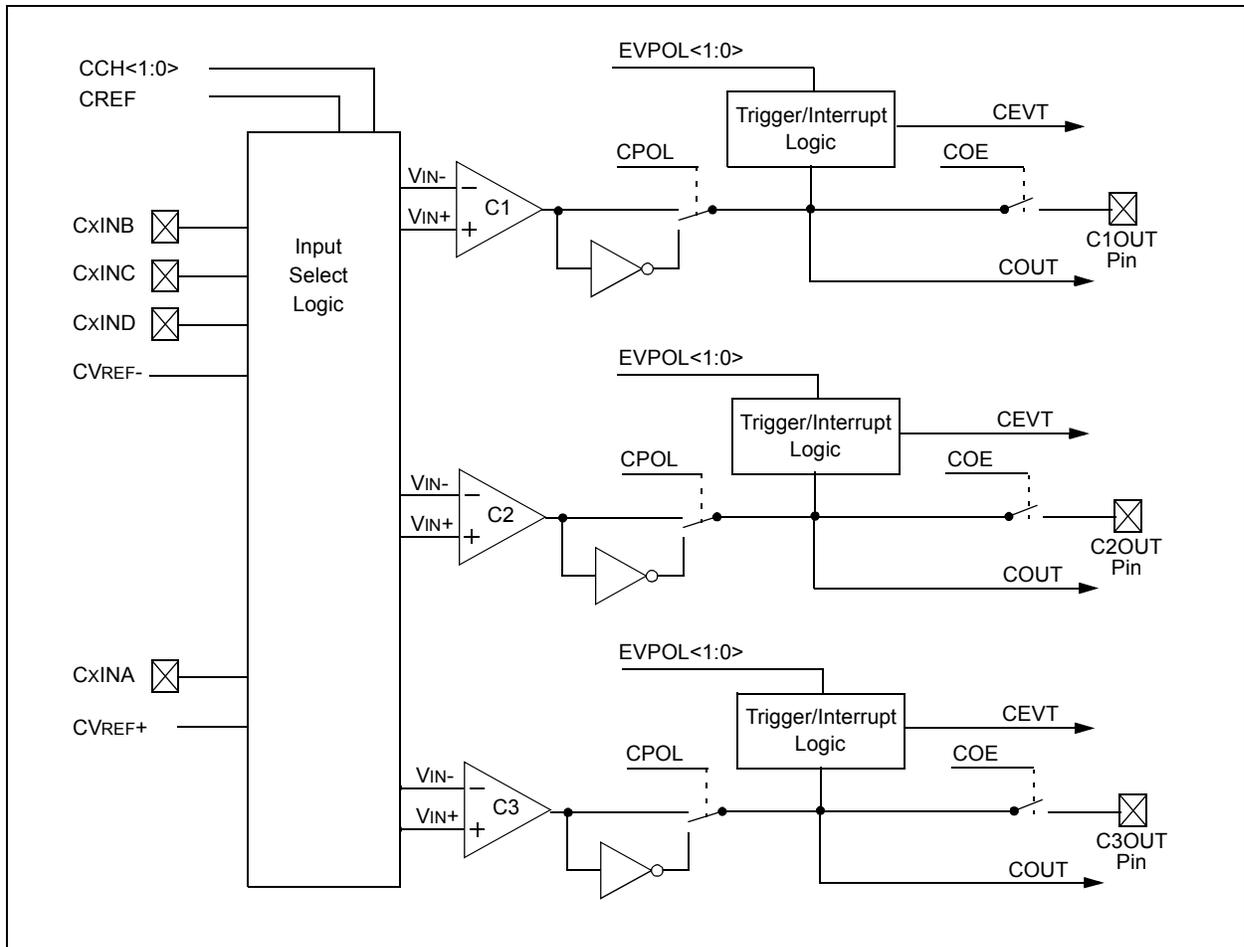 CCH<1:0>
CREF
CXINB
CXINC
CXIND
CVREF-
CXINA
CVREF+
Input
Select
Logic
EVPOL<1:0>
Trigger/Interrupt
Logic
CEVT
CPOL
COE
VIN-
VIN+
−
+
C1
C1OUT
Pin
COUT
EVPOL<1:0>
Trigger/Interrupt
Logic
CEVT
CPOL
COE
VIN-
VIN+
−
+
C2
C2OUT
Pin
COUT
EVPOL<1:0>
Trigger/Interrupt
Logic
CEVT
CPOL
COE
VIN-
VIN+
−
+
C3
C3OUT
Pin
COUT